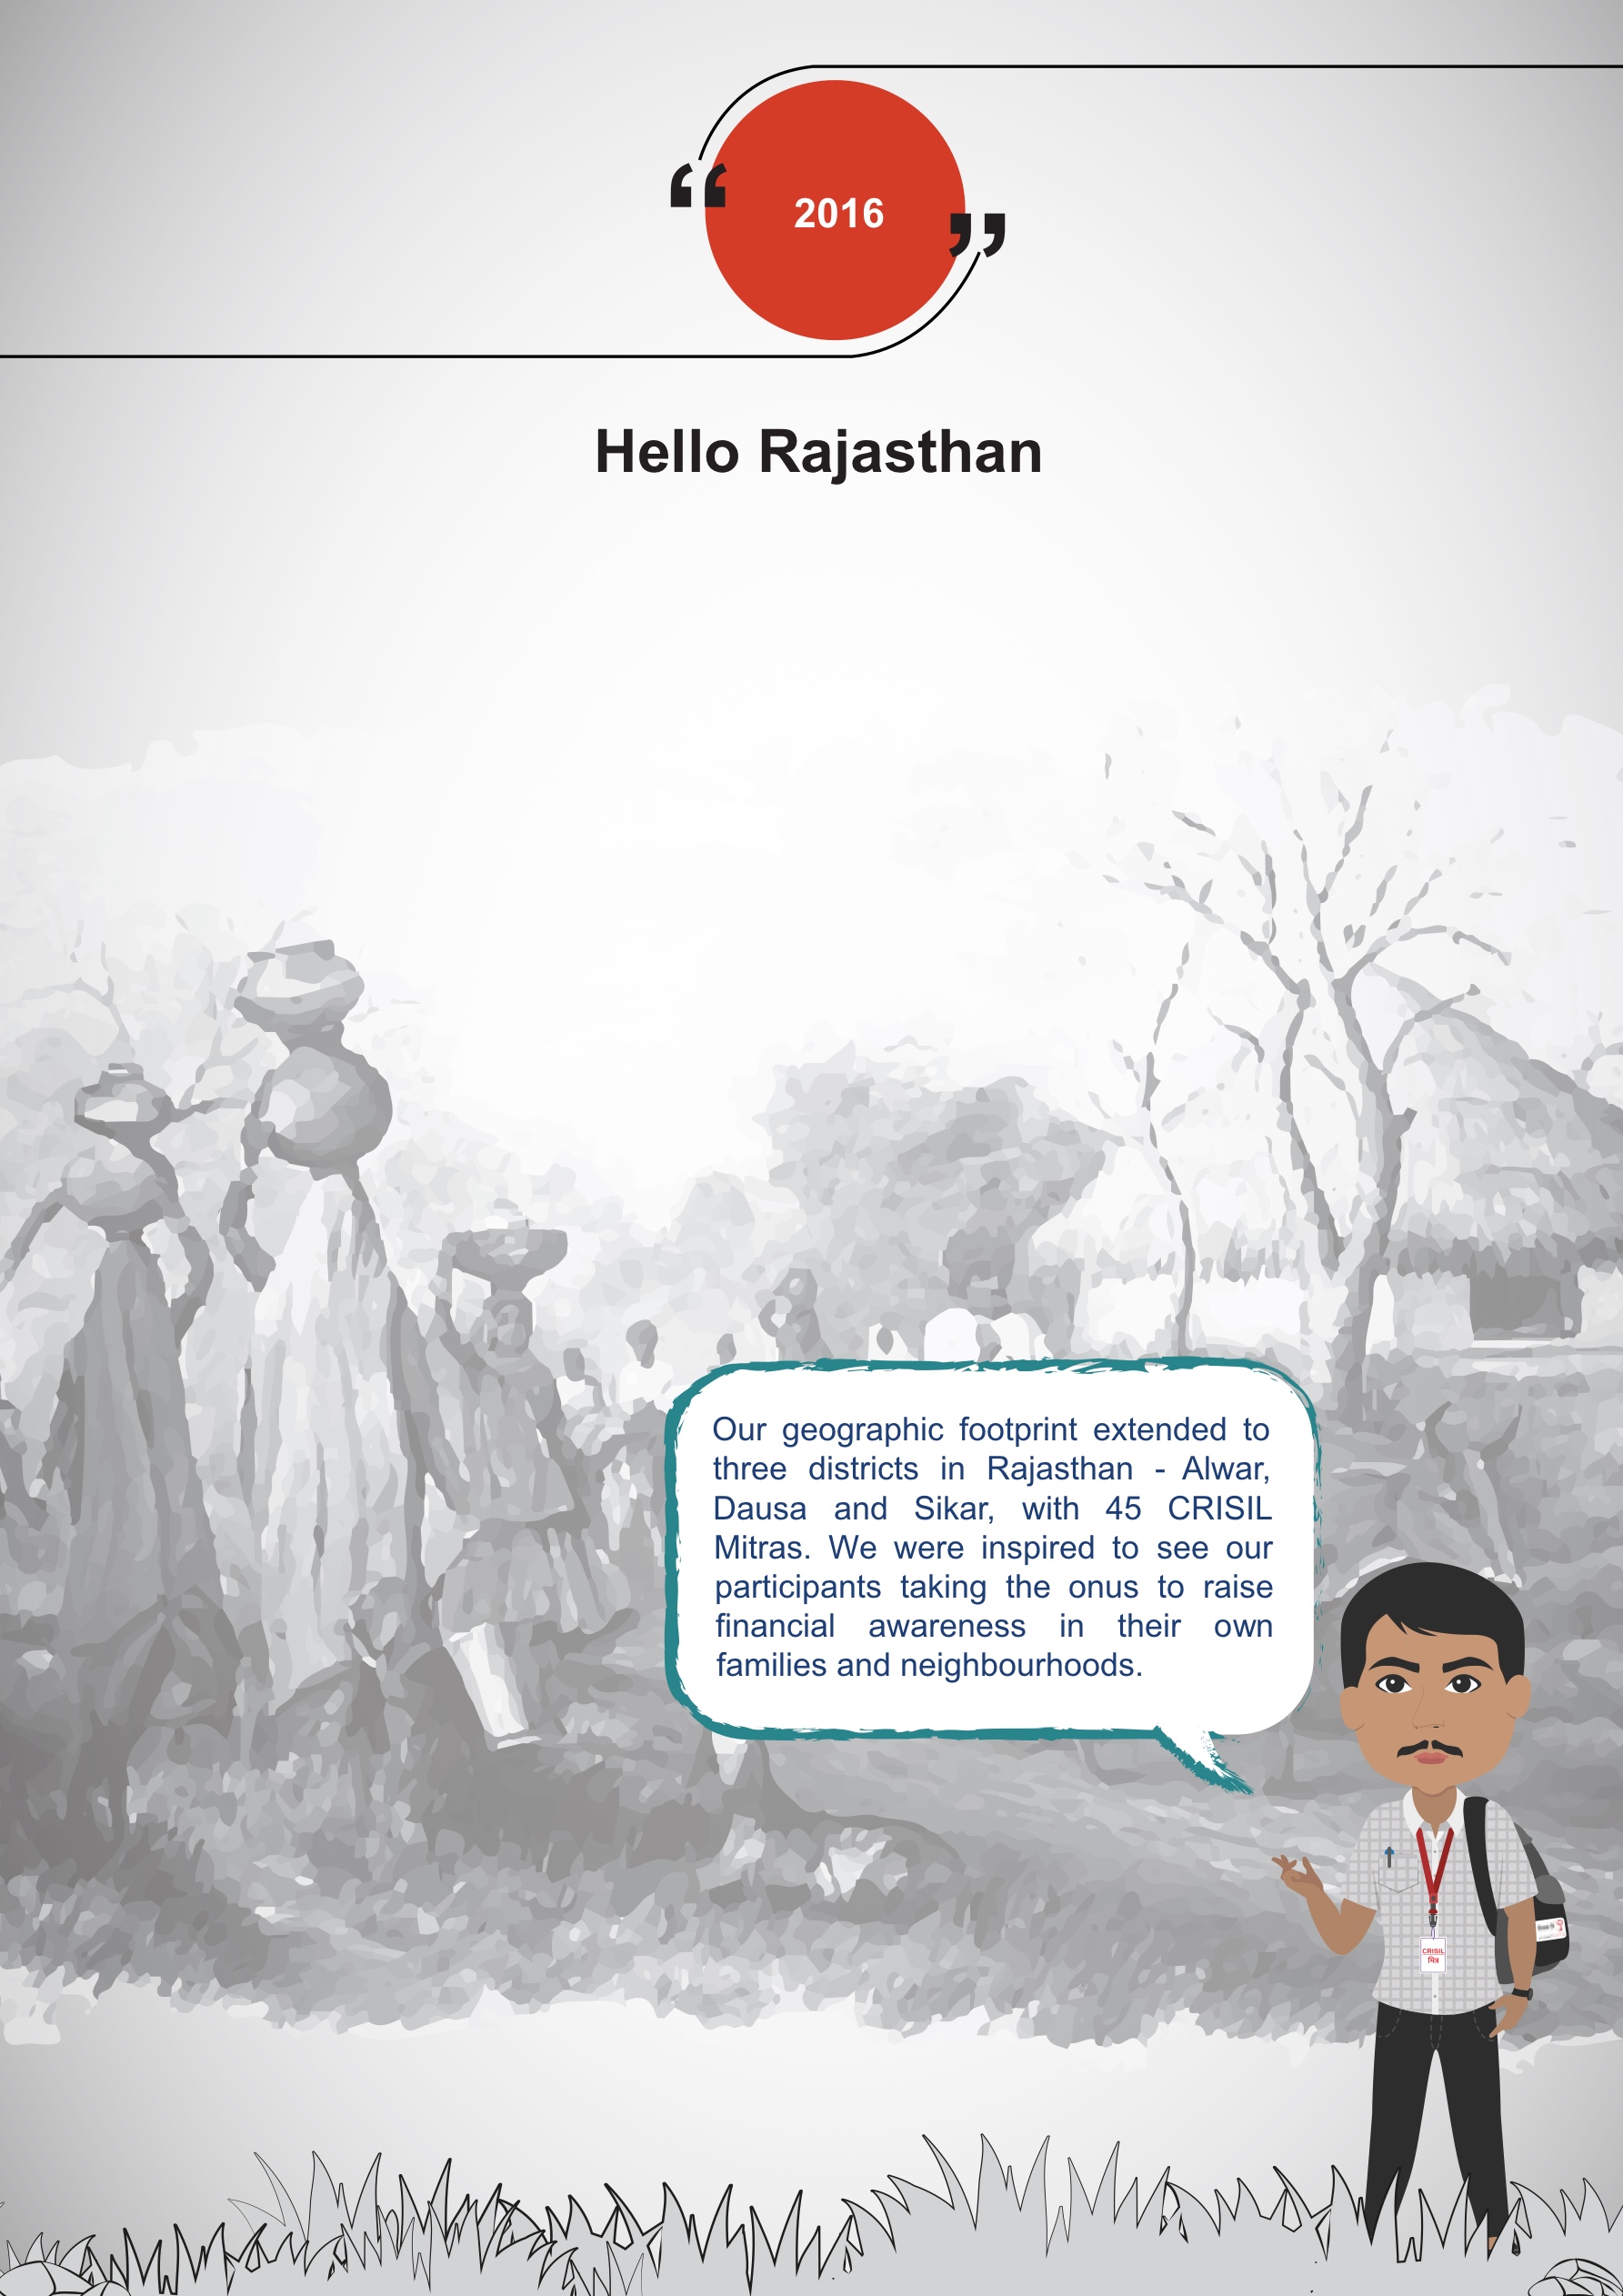 2016
Hello Rajasthan
Our geographic footprint extended to
three districts in Rajasthan - Alwar,
Dausa and Sikar, with 45 CRISIL
Mitras. We were inspired to see our
participants taking the onus to raise
financial awareness in their own
families and neighbourhoods.
CRISIL
मित्र